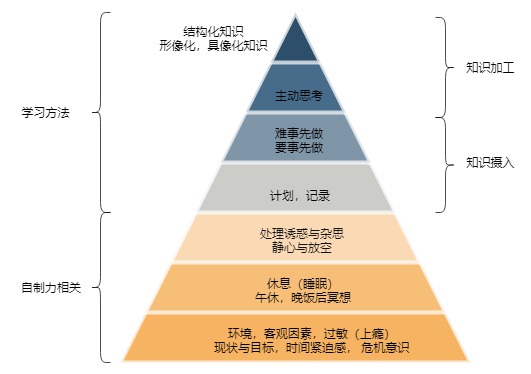 结构化知识
形像化，具像化知识
知识加工
主动思考
学习方法
难事先做
要事先做
知识摄入
计划，记录
处理诱惑与杂思
静心与放空
自制力相关
休息（睡眠）
午休，晚饭后冥想
环境，客观因素，过敏（上瘾）
现状与目标，时间紧迫感， 危机意识